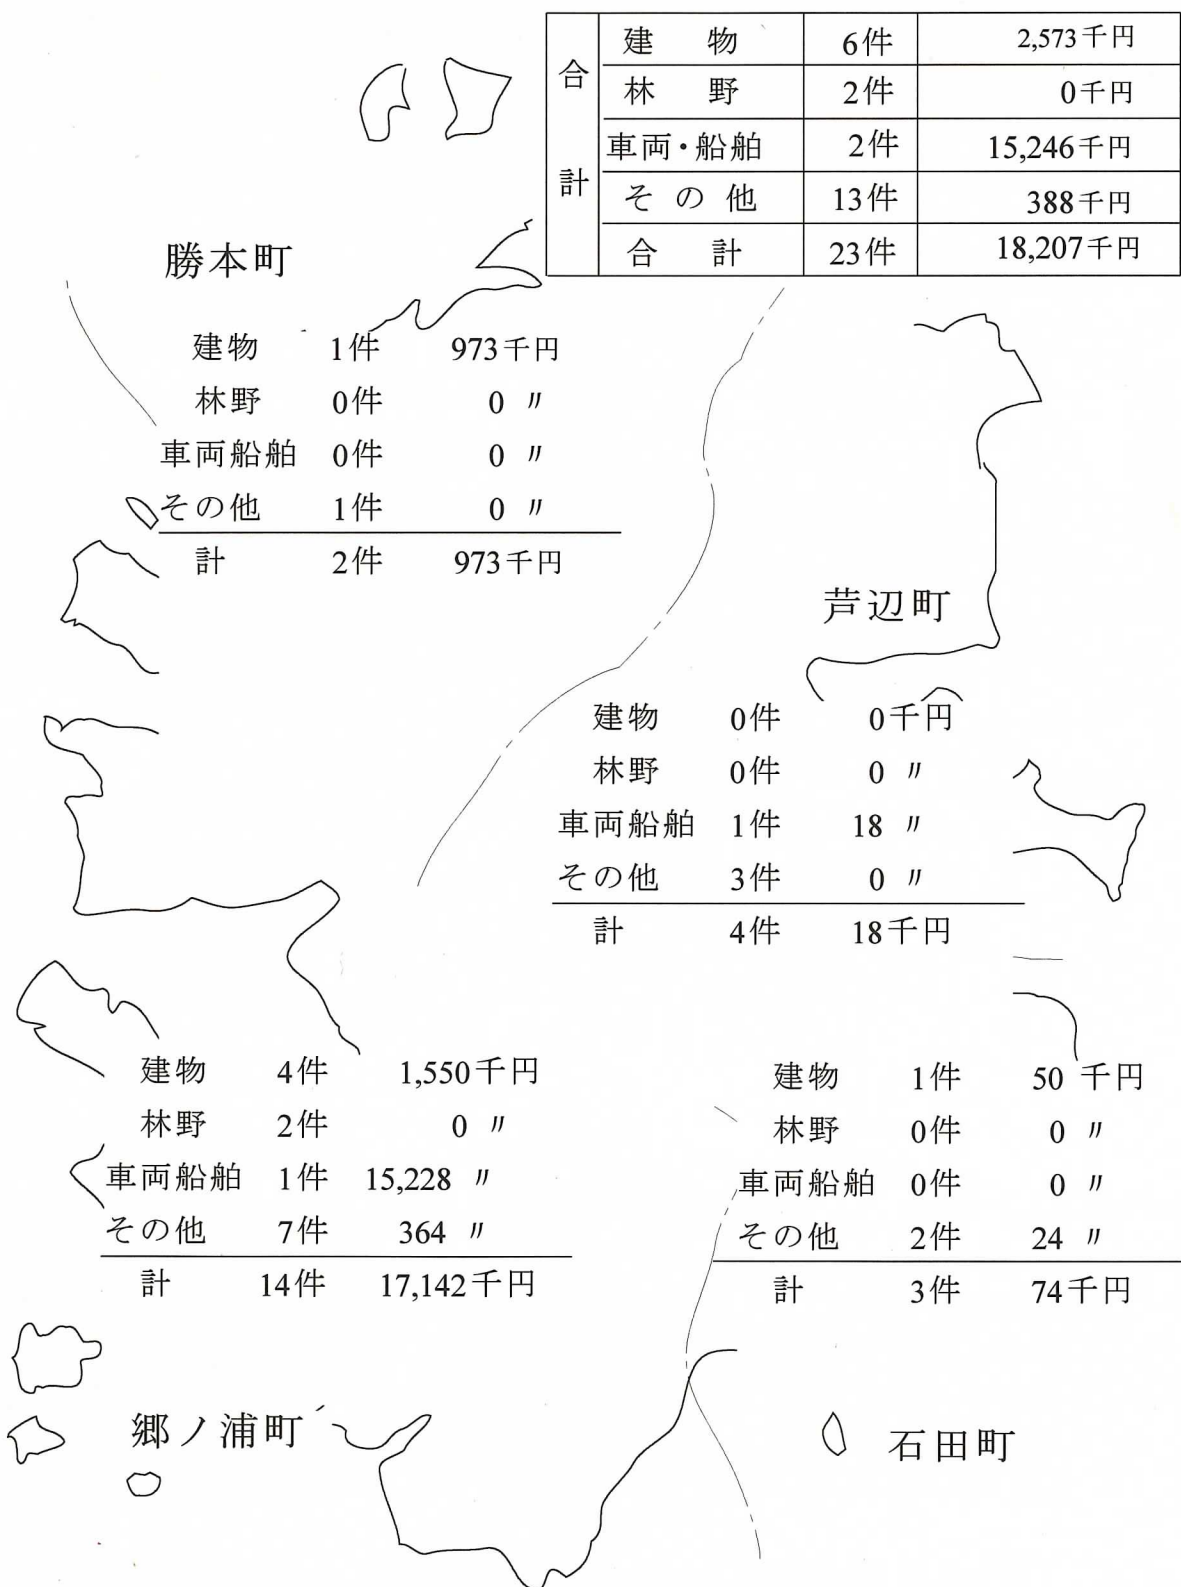 合計
建物 6件 2,573千円
林野 2件 0千円
車両・船舶 2件 15,246千円
その他 13件 388千円
合計 23件 18,207千円
勝本町
建物 1件 973千円
林野 0件 0 〃
車両船舶 0件 0 〃
その他 1件 0 〃
計 2件 973千円
芦辺町
建物 0件 0千円
林野 0件 0 〃
車両船舶 1件 18 〃
その他 3件 0 〃
計 4件 18千円
建物 4件 1,550千円
林野 2件 0 〃
車両船舶 1件 15,228 〃
その他 7件 364 〃
計 14件 17,142千円
郷ノ浦町
建物 1件 50千円
林野 0件 0 〃
車両船舶 0件 0 〃
その他 2件 24 〃
計 3件 74千円
石田町